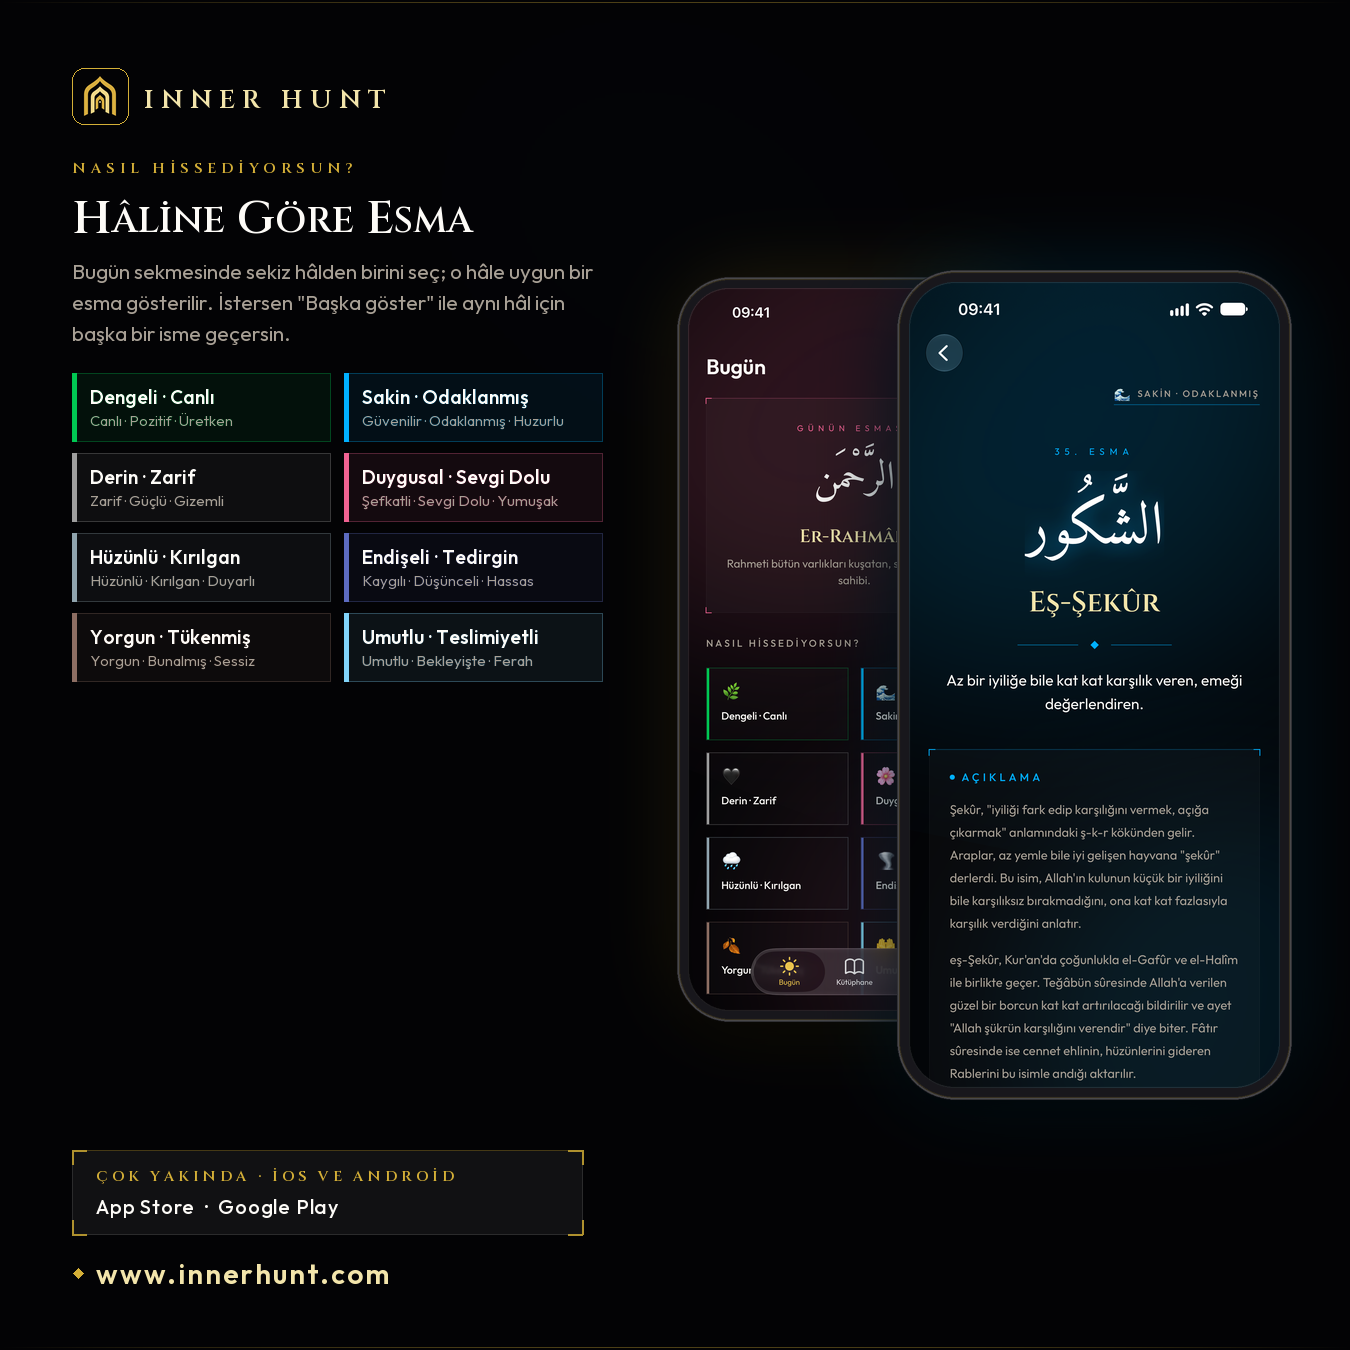 INNER HUNT
NASIL HİSSEDİYORSUN?
HÂLİNE GÖRE ESMA
Bugün sekmesinde sekiz hâlden birini seç; o hâle uygun bir
esma gösterilir. İstersen "Başka göster" ile aynı hâl için
başka bir isme geçersin.
Dengeli · Canlı
Canlı · Pozitif · Üretken
Sakin · Odaklanmış
Güvenilir · Odaklanmış · Huzurlu
Derin · Zarif
Zarif · Güçlü · Gizemli
Duygusal · Sevgi Dolu
Şefkatli · Sevgi Dolu · Yumuşak
Hüzünlü · Kırılgan
Hüzünlü · Kırılgan · Duyarlı
Endişeli · Tedirgin
Kaygılı · Düşünceli · Hassas
Yorgun · Tükenmiş
Yorgun · Bunalmış · Sessiz
Umutlu · Teslimiyetli
Umutlu · Bekleyişte · Ferah
ÇOK YAKINDA · İOS VE ANDROİD
App Store · Google Play
www.innerhunt.com
09:41
Bugün
GÜNÜN
الرَّحْمَن
Rahmeti bütün varlıkları kuşatan,
sahibi.
NASIL HİSSEDİYORSUN?
Dengeli · Canlı
Derin · Zarif
Hüzünlü · Kırılgan
Bugün
Kütüphane
09:41
SAKİN · ODAKLANMIŞ
35. ESMA
الشَّكُور
EŞ-ŞEKÛR
Az bir iyiliğe bile kat kat karşılık veren, emeği
değerlendiren.
AÇIKLAMA
Şekûr, "iyiliği fark edip karşılığını vermek, açığa
çıkarmak" anlamındaki ş-k-r kökünden gelir.
Araplar, az yemle bile iyi gelişen hayvana "şekûr"
derlerdi. Bu isim, Allah'ın kulunun küçük bir iyiliğini
bile karşılıksız bırakmadığını, ona kat kat fazlasıyla
karşılık verdiğini anlatır.
eş-Şekûr, Kur'an'da çoğunlukla el-Gafûr ve el-Halîm
ile birlikte geçer. Teğâbün sûresinde Allah'a verilen
güzel bir borcun kat kat artırılacağı bildirilir ve ayet
"Allah şükrün karşılığını verendir" diye biter. Fâtır
sûresinde ise cennet ehlinin, hüzünlerini gideren
Rablerini bu isimle andığı aktarılır.